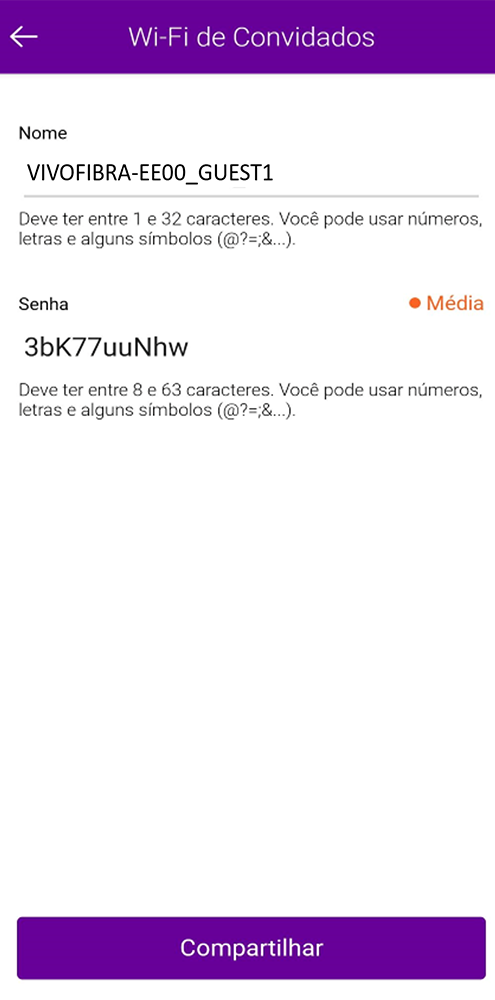 Wi-Fi de Convidados
Nome
VIVOFIBRA-EE00_GUEST1
Deve ter entre 1 e 32 caracteres. Você pode usar números,
letras e alguns símbolos (@?=;&...).
Senha
Média
3bK77uuNhw
Deve ter entre 8 e 63 caracteres. Você pode usar números,
letras e alguns símbolos (@?=;&...).
Compartilhar